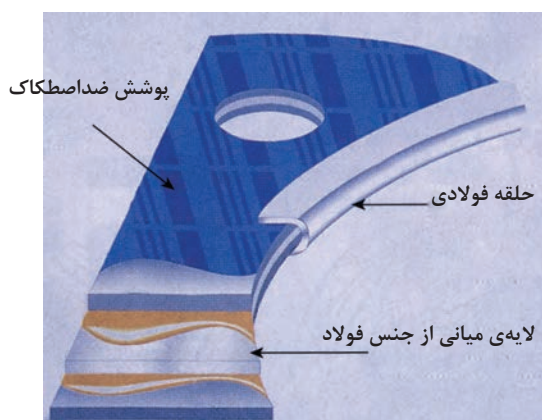 پوشش ضداصطکاک
حلقه فولادی
لایه‌ی میانی از جنس فولاد